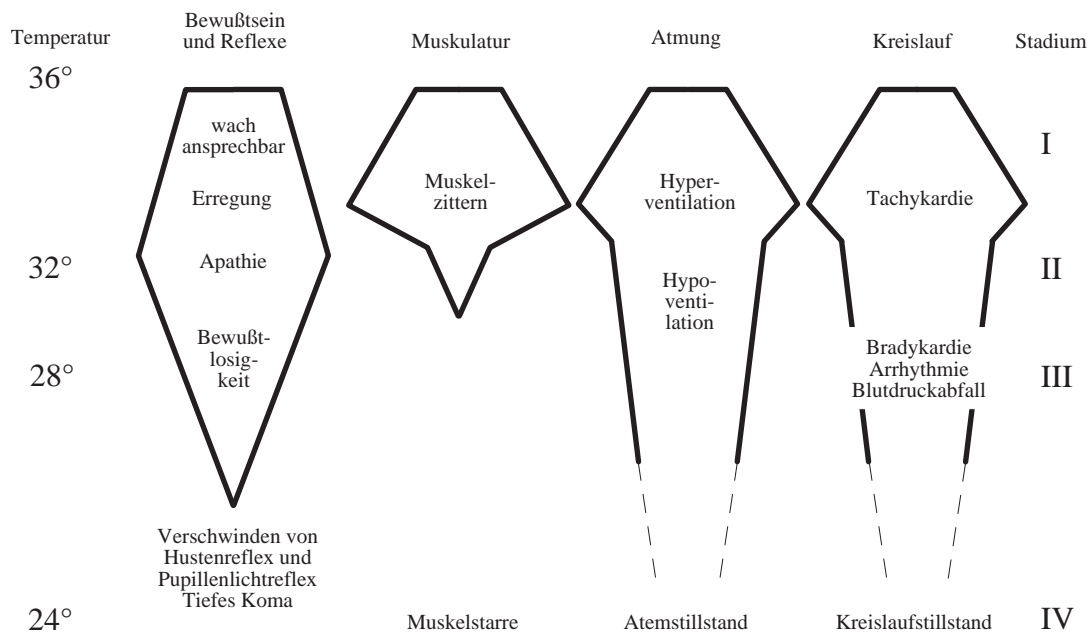 Temperatur
Bewußtsein
und Reflexe
Muskulatur
Atmung
Kreislauf
Stadium
36°
wach
ansprechbar
I
Erregung
Muskel-
zittern
Hyper-
ventilation
Tachykardie
32°
Apathie
Hypo-
venti-
lation
II
28°
Bewußt-
losig-
keit
Bradykardie
Arrhythmie
Blutdruckabfall
III
Verschwinden von
Hustenreflex und
Pupillenlichtreflex
Tiefes Koma
24°
Muskelstarre
Atemstillstand
Kreislaufstillstand
IV